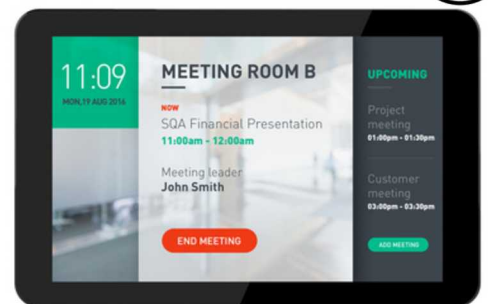 11:09
MON,19 AUG 2016
MEETING ROOM B
NOW
SQA Financial Presentation
11:00am - 12:00am
Meeting leader
John Smith
END MEETING
UPCOMING
Project
meeting
01:00pm - 01:30pm
Customer
meeting
03:00pm - 03:30pm
ADD MEETING